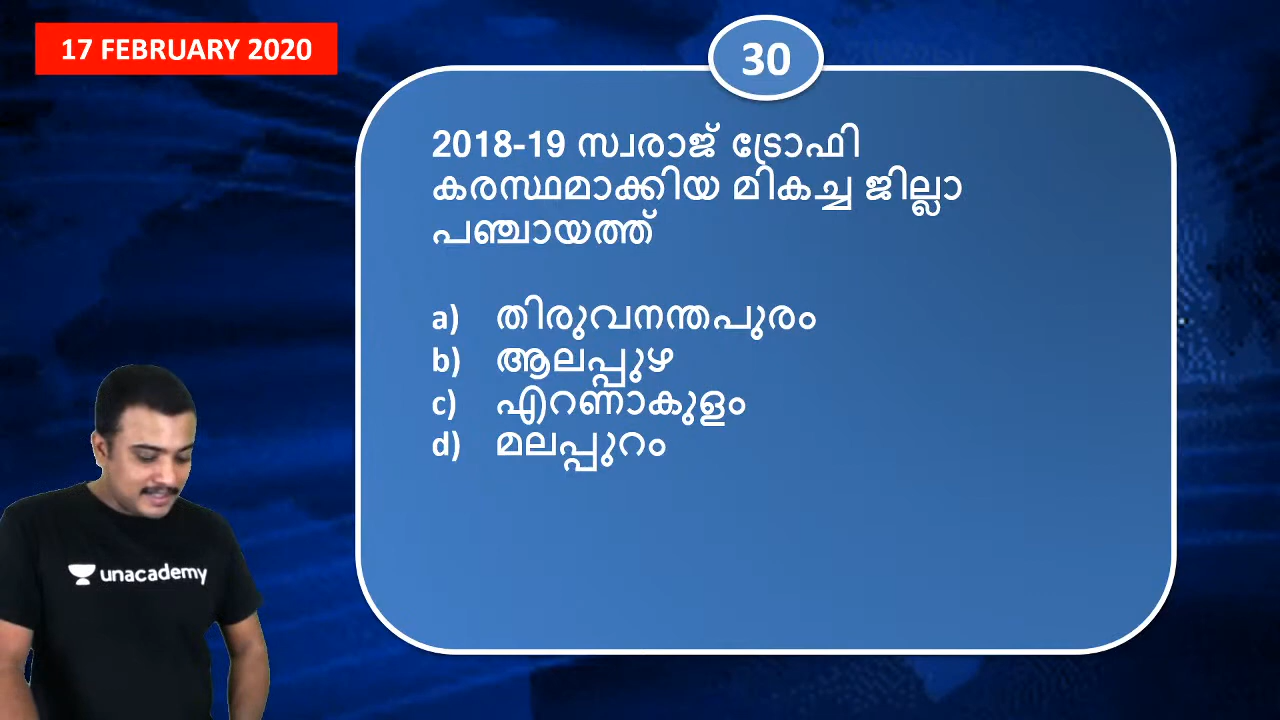 17 FEBRUARY 2020
30
2018-19 സ്വരാജ് ട്രോഫി
കരസ്ഥമാക്കിയ മികച്ച ജില്ലാ
പഞ്ചായത്ത്
a) തിരുവനന്തപുരം
b) ആലപ്പുഴ
c) എറണാകുളം
d) മലപ്പുറം
unacademy